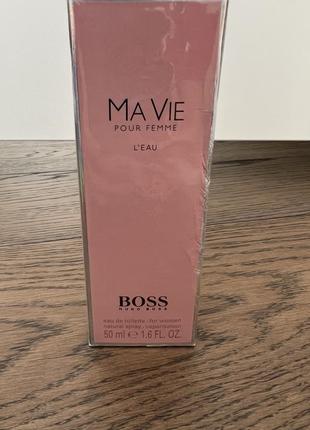 MA VIE
POUR FEMME
L'EAU
BOSS
HUGO BOSS
eau de toilette - for women
natural spray - vaporisateur
50 ml ℮ 1.6 FL. OZ.